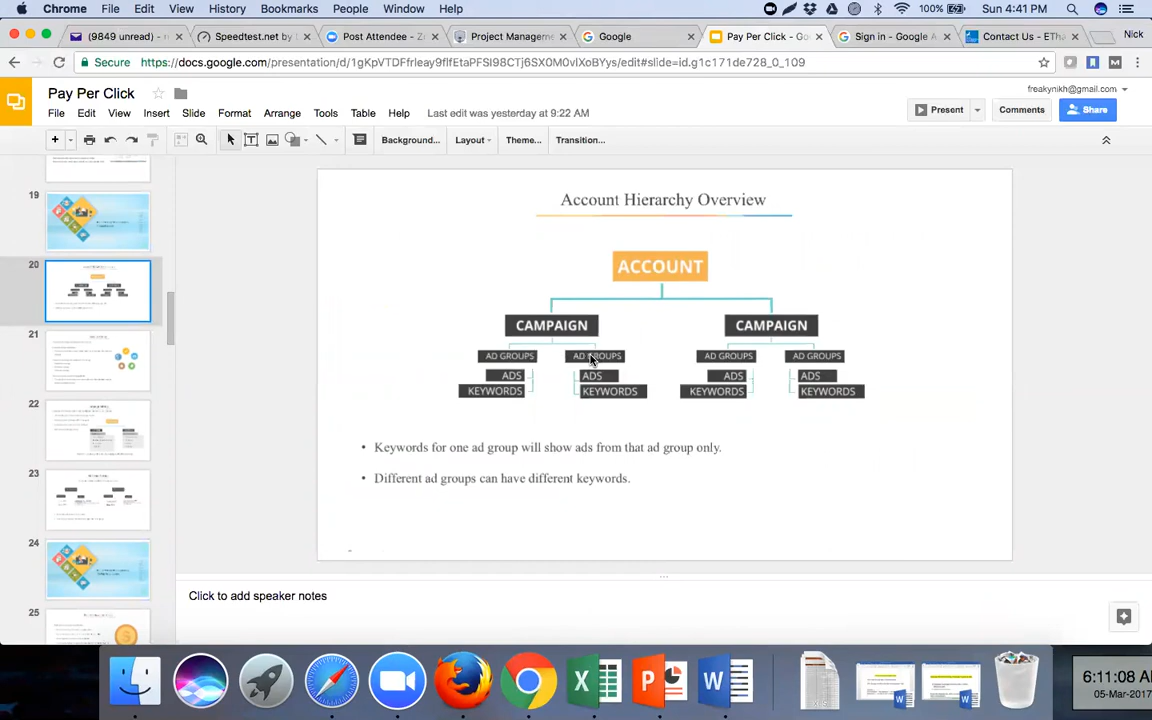 Chrome File Edit View History Bookmarks People Window Help 100% Sun 4:41 PM
(9849 unread) - Speedtest.net by Post Attendee - Z Project Manageme Google Pay Per Click - Go Sign in - Google A Contact Us - ETh Nick
Secure https://docs.google.com/presentation/d/1gKpVTDFfrleay9flfEtaPFSI98CTj6SX0M0vlXoBYys/edit#slide=id.g1c171de728_0_109
Pay Per Click
freakynikh@gmail.com
File Edit View Insert Format Slide Arrange Tools Table Help Last edit was yesterday at 9:22 AM
Present Comments Share
Background... Layout Theme... Transition...
19
20
21
22
23
24
25
Account Hierarchy Overview
ACCOUNT
CAMPAIGN CAMPAIGN
AD GROUPS AD GROUPS AD GROUPS AD GROUPS
ADS ADS ADS ADS
KEYWORDS KEYWORDS KEYWORDS KEYWORDS
• Keywords for one ad group will show ads from that ad group only.
• Different ad groups can have different keywords.
Click to add speaker notes
6:11:08 A
05-Mar-2017